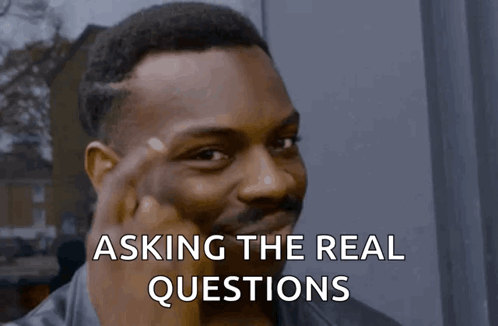 ASKING THE REAL
QUESTIONS